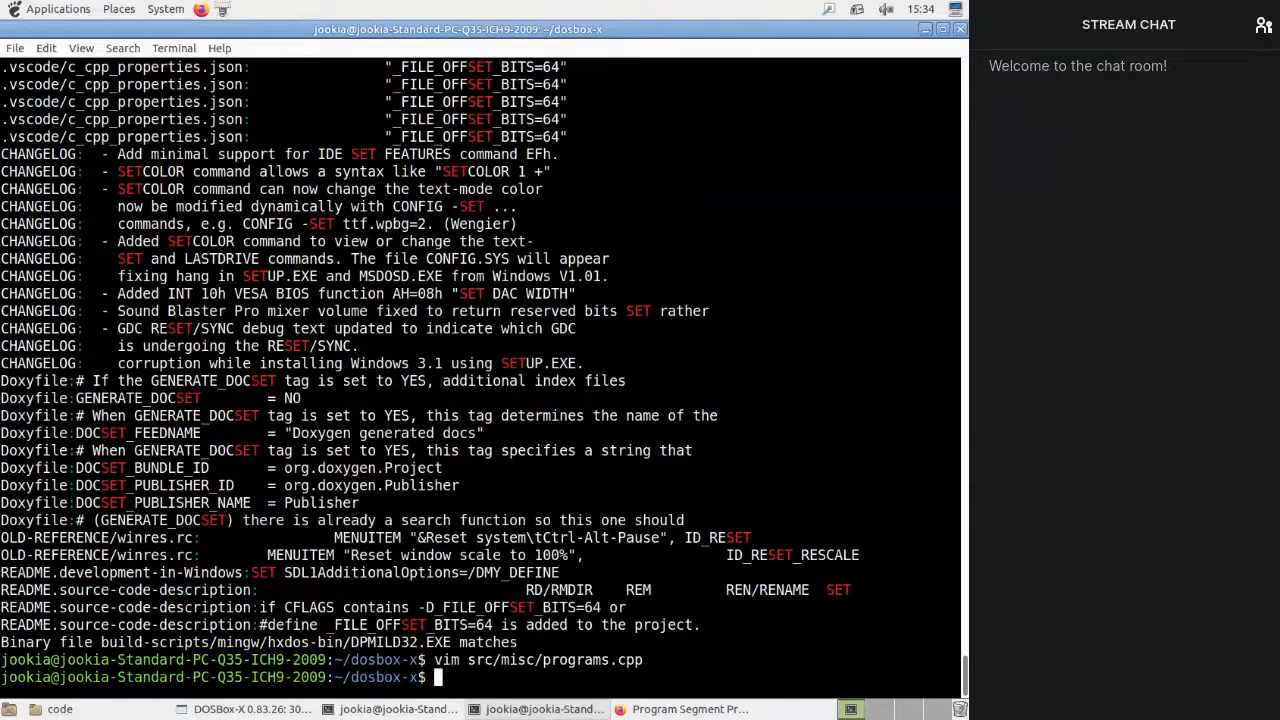 Applications Places System 15:34
STREAM CHAT
jookia@jookia-Standard-PC-Q35-ICH9-2009: ~/dosbox-x
File Edit View Search Terminal Help
Welcome to the chat room!
.vscode/c_cpp_properties.json: "_FILE_OFFSET_BITS=64"
.vscode/c_cpp_properties.json: "_FILE_OFFSET_BITS=64"
.vscode/c_cpp_properties.json: "_FILE_OFFSET_BITS=64"
.vscode/c_cpp_properties.json: "_FILE_OFFSET_BITS=64"
.vscode/c_cpp_properties.json: "_FILE_OFFSET_BITS=64"
CHANGELOG: - Add minimal support for IDE SET FEATURES command EFh.
CHANGELOG: - SETCOLOR command allows a syntax like "SETCOLOR 1 +"
CHANGELOG: - SETCOLOR command can now change the text-mode color
CHANGELOG: now be modified dynamically with CONFIG -SET ...
CHANGELOG: commands, e.g. CONFIG -SET ttf.wpbg=2. (Wengier)
CHANGELOG: - Added SETCOLOR command to view or change the text-
CHANGELOG: SET and LASTDRIVE commands. The file CONFIG.SYS will appear
CHANGELOG: fixing hang in SETUP.EXE and MSDOSD.EXE from Windows V1.01.
CHANGELOG: - Added INT 10h VESA BIOS function AH=08h "SET DAC WIDTH"
CHANGELOG: - Sound Blaster Pro mixer volume fixed to return reserved bits SET rather
CHANGELOG: - GDC RESET/SYNC debug text updated to indicate which GDC
CHANGELOG: is undergoing the RESET/SYNC.
CHANGELOG: corruption while installing Windows 3.1 using SETUP.EXE.
Doxyfile:# If the GENERATE_DOCSET tag is set to YES, additional index files
Doxyfile:GENERATE_DOCSET = NO
Doxyfile:# When GENERATE_DOCSET tag is set to YES, this tag determines the name of the
Doxyfile:DOCSET_FEEDNAME = "Doxygen generated docs"
Doxyfile:# When GENERATE_DOCSET tag is set to YES, this tag specifies a string that
Doxyfile:DOCSET_BUNDLE_ID = org.doxygen.Project
Doxyfile:DOCSET_PUBLISHER_ID = org.doxygen.Publisher
Doxyfile:DOCSET_PUBLISHER_NAME = Publisher
Doxyfile:# (GENERATE_DOCSET) there is already a search function so this one should
OLD-REFERENCE/winres.rc: MENUITEM "&Reset system\tCtrl-Alt-Pause", ID_RESET
OLD-REFERENCE/winres.rc: MENUITEM "Reset window scale to 100%", ID_RESET_RESCALE
README.development-in-Windows:SET SDL1AdditionalOptions=/DMY_DEFINE
README.source-code-description: RD/RMDIR REM REN/RENAME SET
README.source-code-description:if CFLAGS contains -D_FILE_OFFSET_BITS=64 or
README.source-code-description:#define _FILE_OFFSET_BITS=64 is added to the project.
Binary file build-scripts/mingw/hxdos-bin/DPMILD32.EXE matches
jookia@jookia-Standard-PC-Q35-ICH9-2009:~/dosbox-x$ vim src/misc/programs.cpp
jookia@jookia-Standard-PC-Q35-ICH9-2009:~/dosbox-x$
code DOSBox-X 0.83.26: 30... jookia@jookia-Stand... jookia@jookia-Stand... Program Segment Pr...